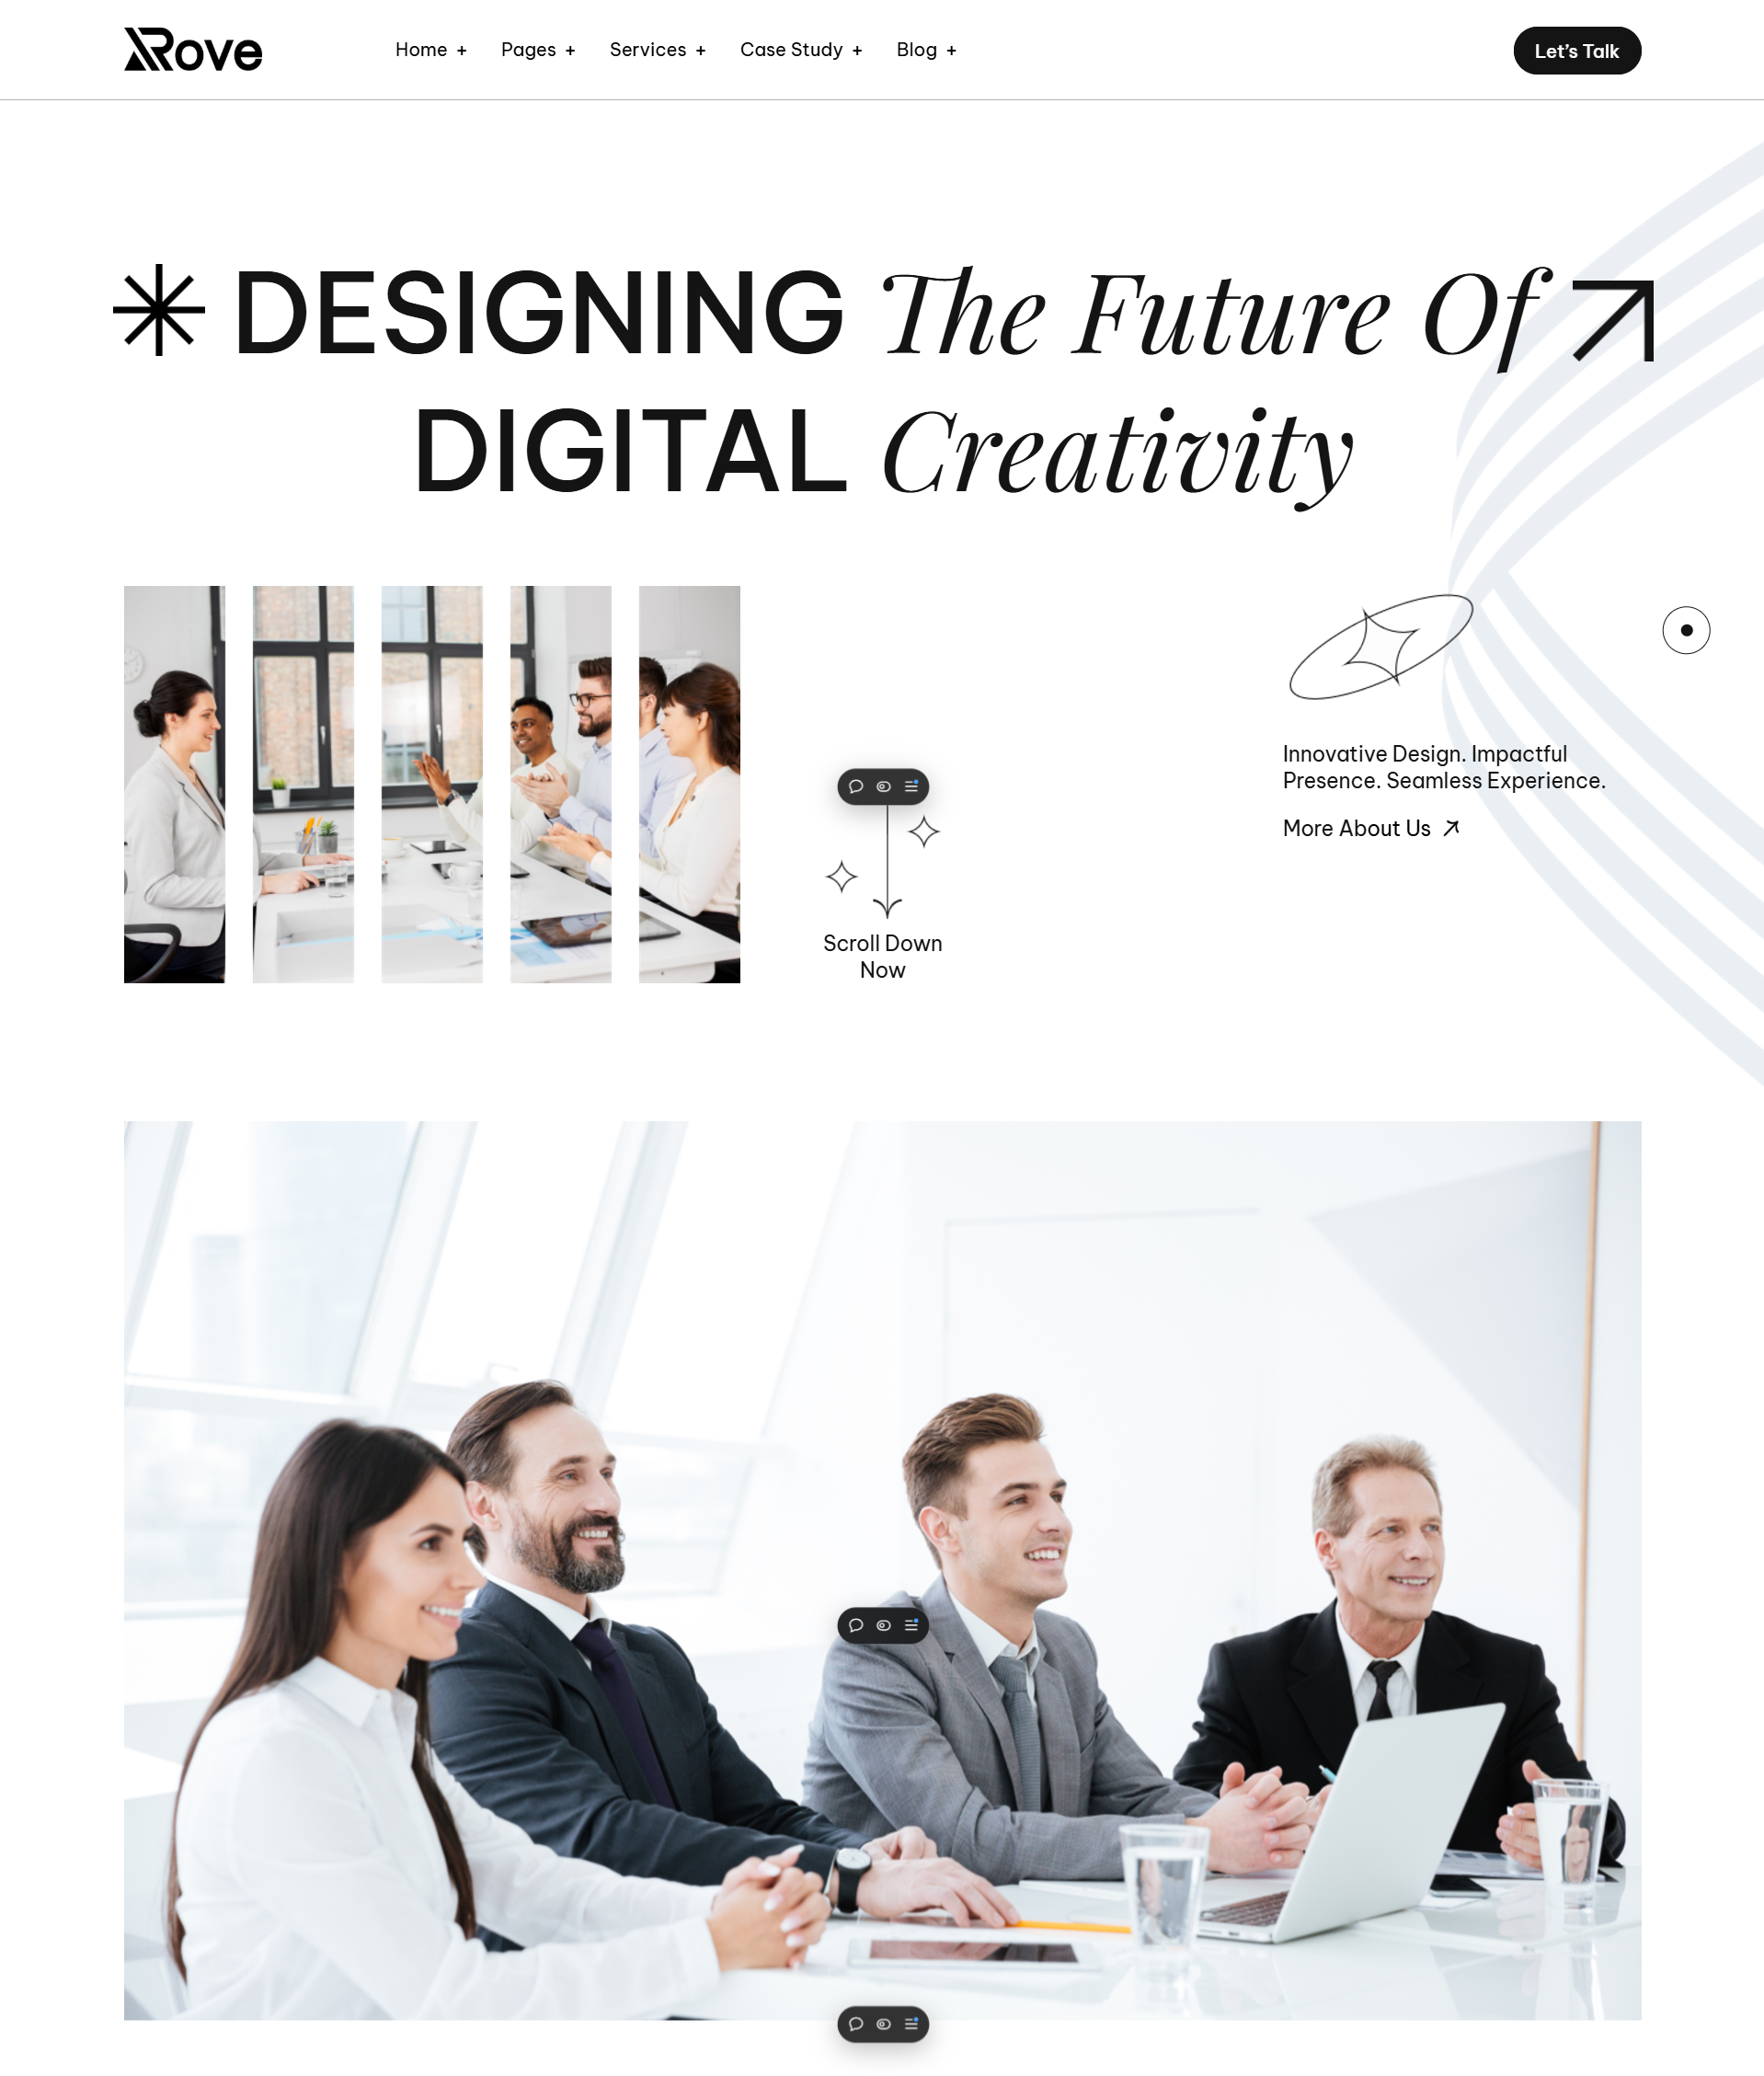 Rove
Home +
Pages +
Services +
Case Study +
Blog +
Let's Talk
DESIGNING The Future Of
DIGITAL Creativity
Innovative Design. Impactful
Presence. Seamless Experience.
More About Us
Scroll Down
Now